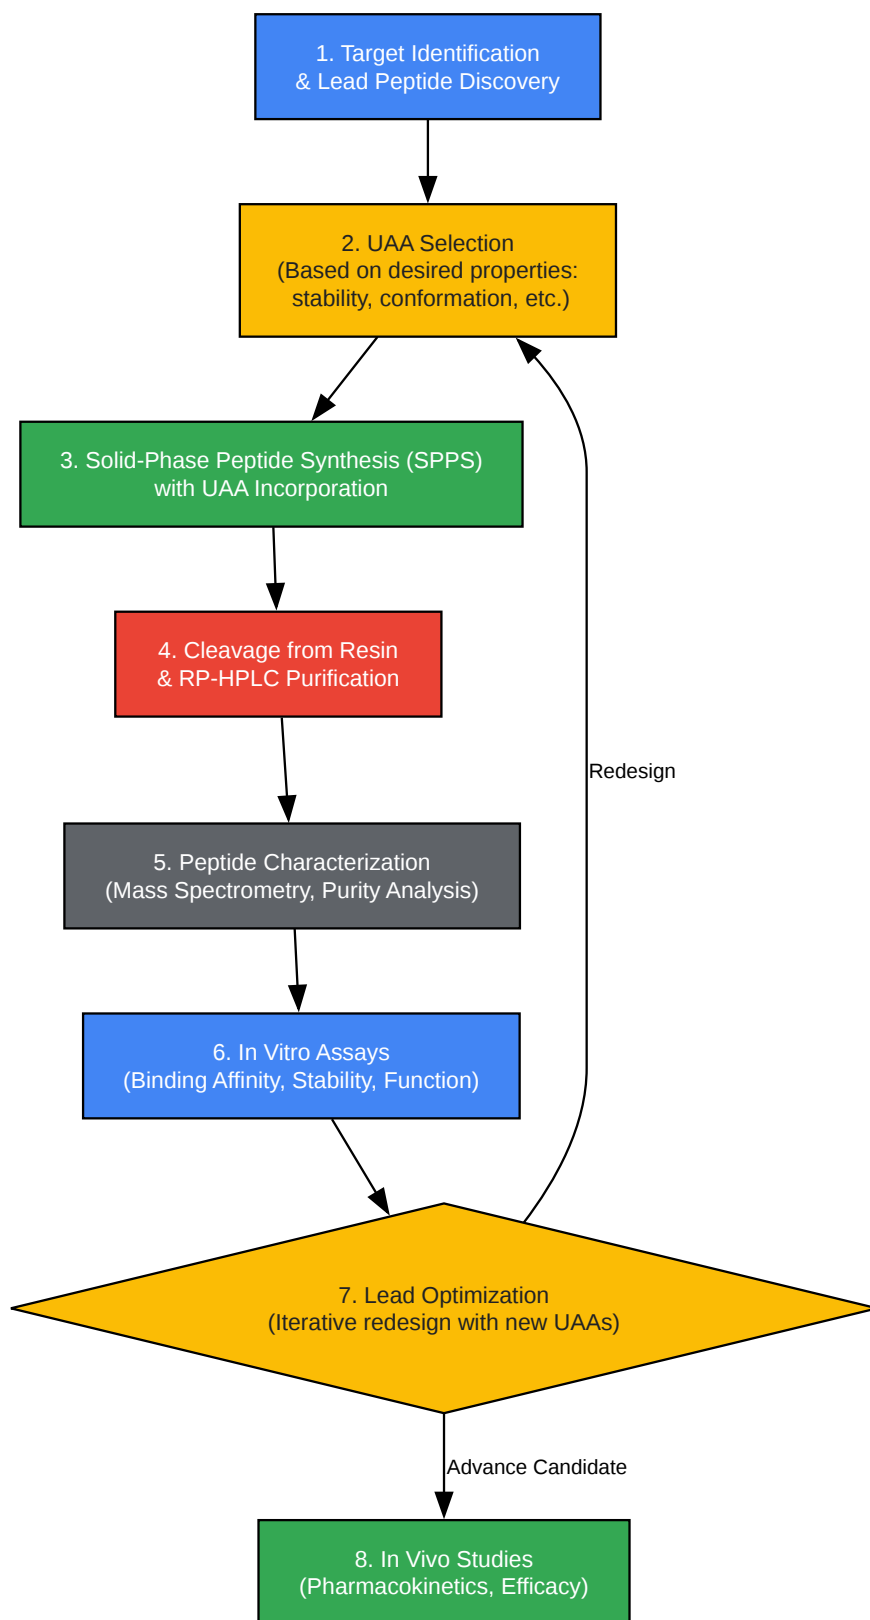 1. Target Identification
& Lead Peptide Discovery
2. UAA Selection
(Based on desired properties:
stability, conformation, etc.)
3. Solid-Phase Peptide Synthesis (SPPS)
with UAA Incorporation
4. Cleavage from Resin
& RP-HPLC Purification
Redesign
5. Peptide Characterization
(Mass Spectrometry, Purity Analysis)
6. In Vitro Assays
(Binding Affinity, Stability, Function)
7. Lead Optimization
(Iterative redesign with new UAAs)
Advance Candidate
8. In Vivo Studies
(Pharmacokinetics, Efficacy)